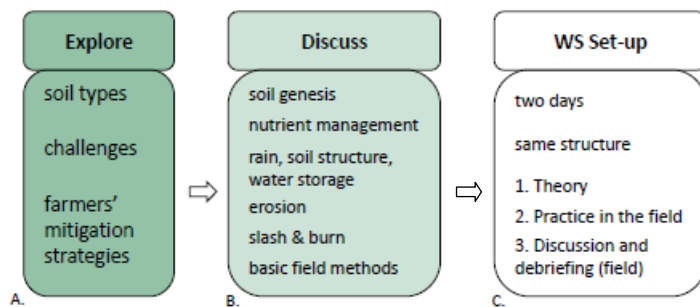 Explore
soil types
challenges
farmers'
mitigation
strategies
A.
Discuss
soil genesis
nutrient management
rain, soil structure,
water storage
erosion
slash & burn
basic field methods
B.
WS Set-up
two days
same structure
1. Theory
2. Practice in the field
3. Discussion and
debriefing (field)
C.